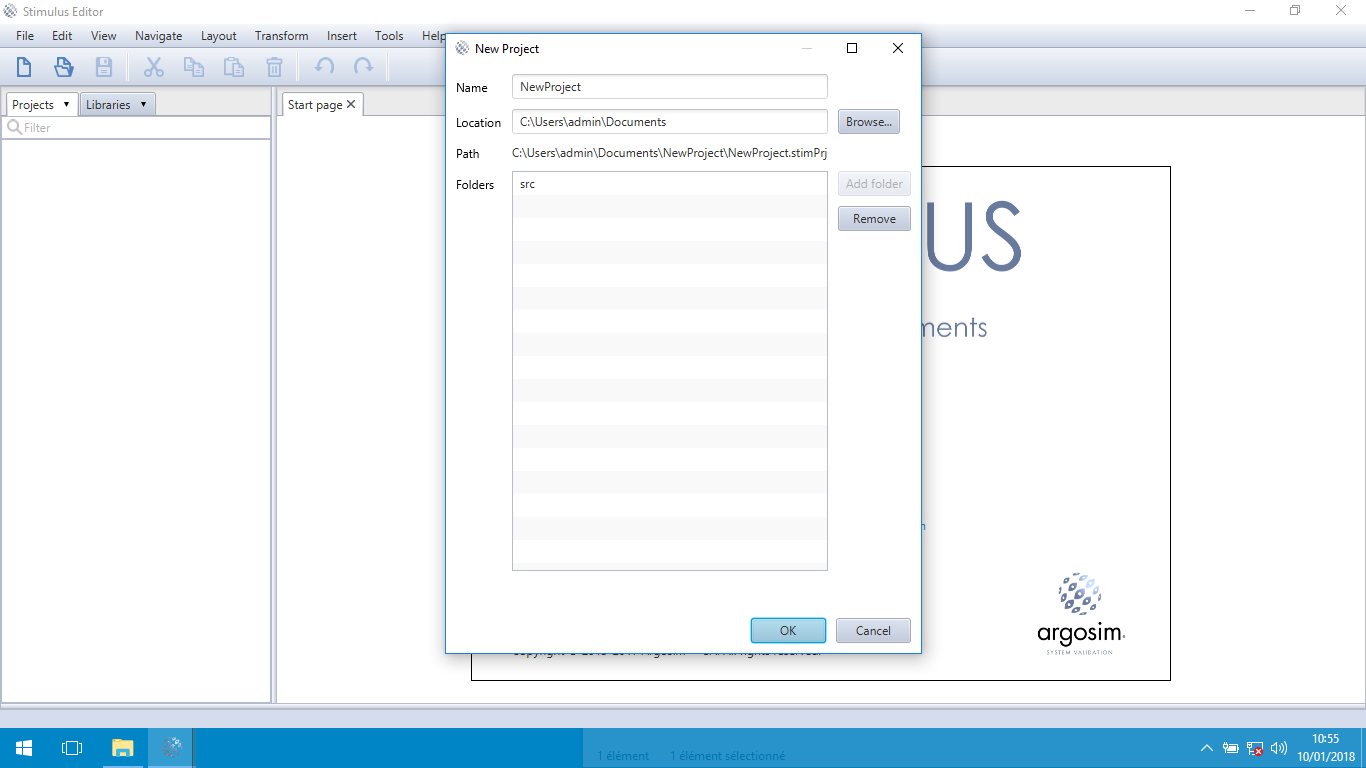 Stimulus Editor
File Edit View Navigate Layout Transform Insert Tools Help
Projects Libraries
Filter
Start page
New Project
Name NewProject
Location C:\Users\admin\Documents Browse...
Path C:\Users\admin\Documents\NewProject\NewProject.stimPrj
Folders src Add folder
Remove
OK Cancel
US
ments
argosim
SYSTEM VALIDATION
1 élément 1 élément sélectionné
10:55
10/01/2018